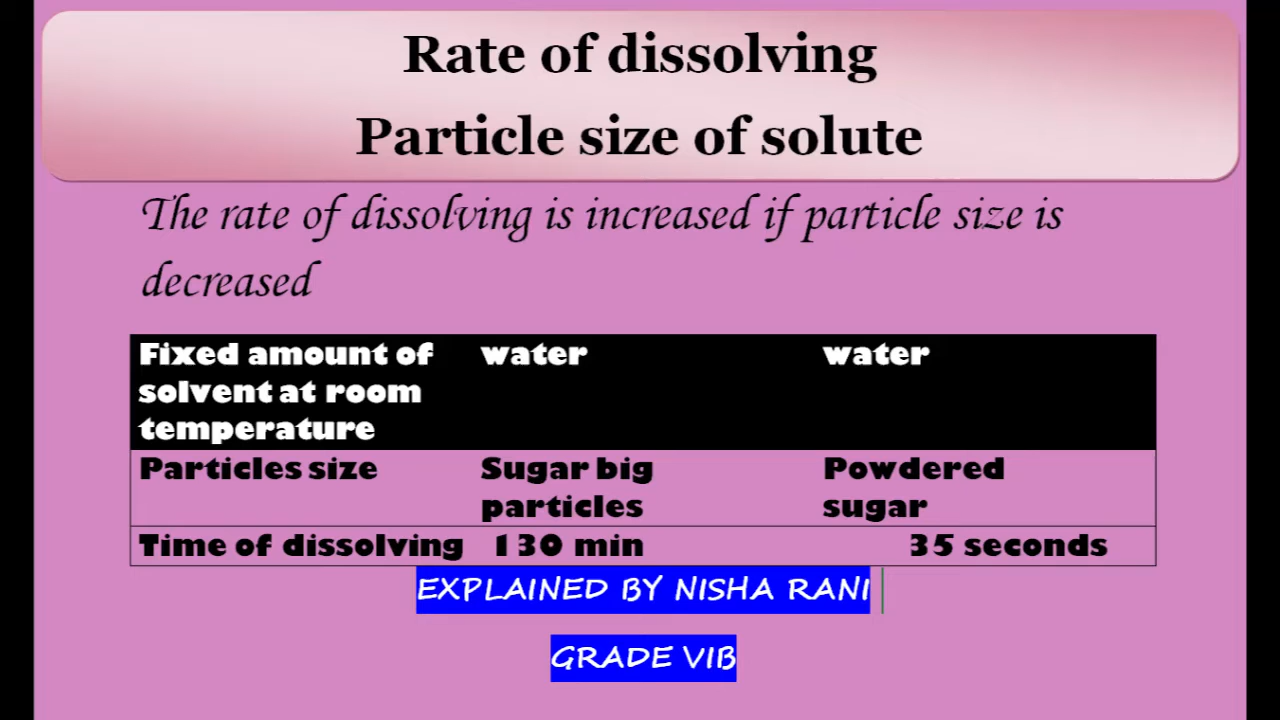 Rate of dissolving
Particle size of solute
The rate of dissolving is increased if particle size is
decreased
Fixed amount of solvent at room temperature water water
Particles size Sugar big particles Powdered sugar
Time of dissolving 130 min 35 seconds
EXPLAINED BY NISHA RANI
GRADE VIB